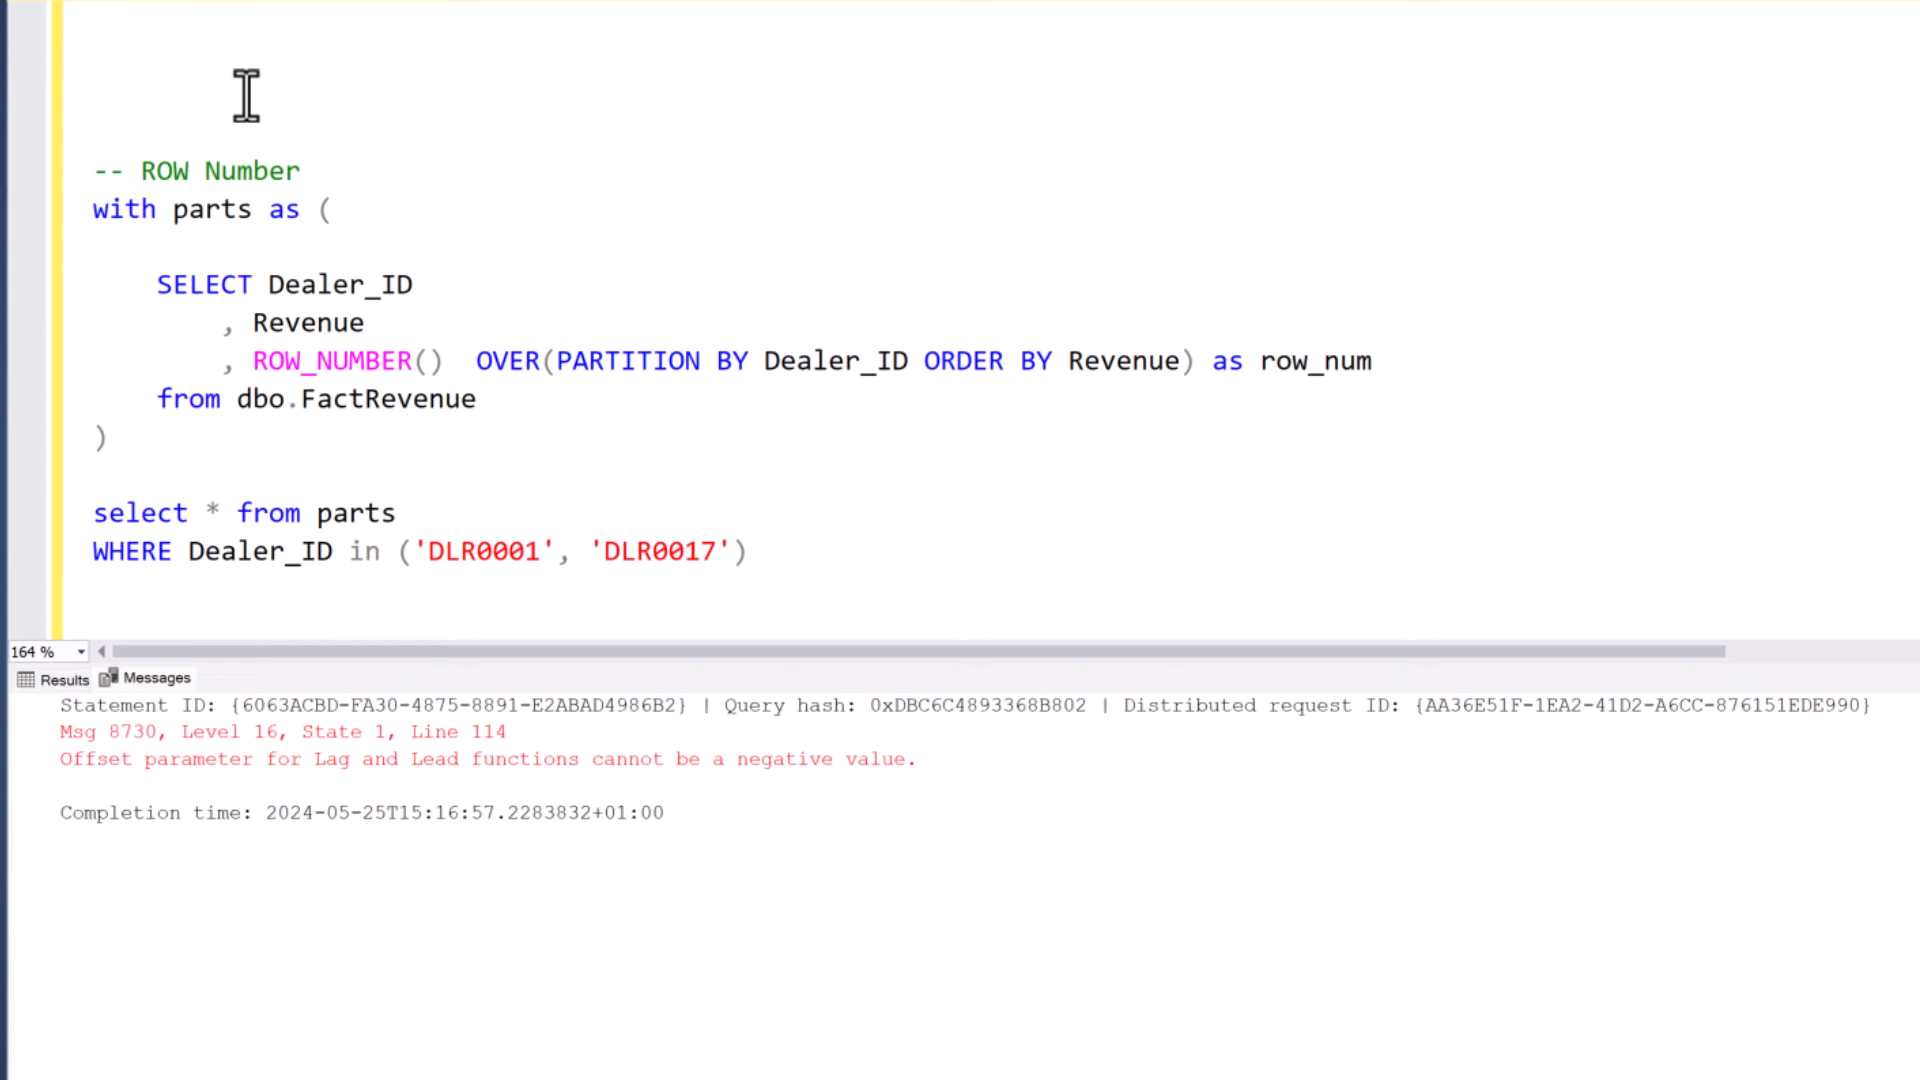 -- ROW Number
with parts as (
SELECT Dealer_ID
, Revenue
, ROW_NUMBER()  OVER(PARTITION BY Dealer_ID ORDER BY Revenue) as row_num
from dbo.FactRevenue
)
select * from parts
WHERE Dealer_ID in ('DLR0001', 'DLR0017')
164 %
Results Messages
Statement ID: {6063ACBD-FA30-4875-8891-E2ABAD4986B2} | Query hash: 0xDBC6C4893368B802 | Distributed request ID: {AA36E51F-1EA2-41D2-A6CC-876151EDE990}
Msg 8730, Level 16, State 1, Line 114
Offset parameter for Lag and Lead functions cannot be a negative value.
Completion time: 2024-05-25T15:16:57.2283832+01:00